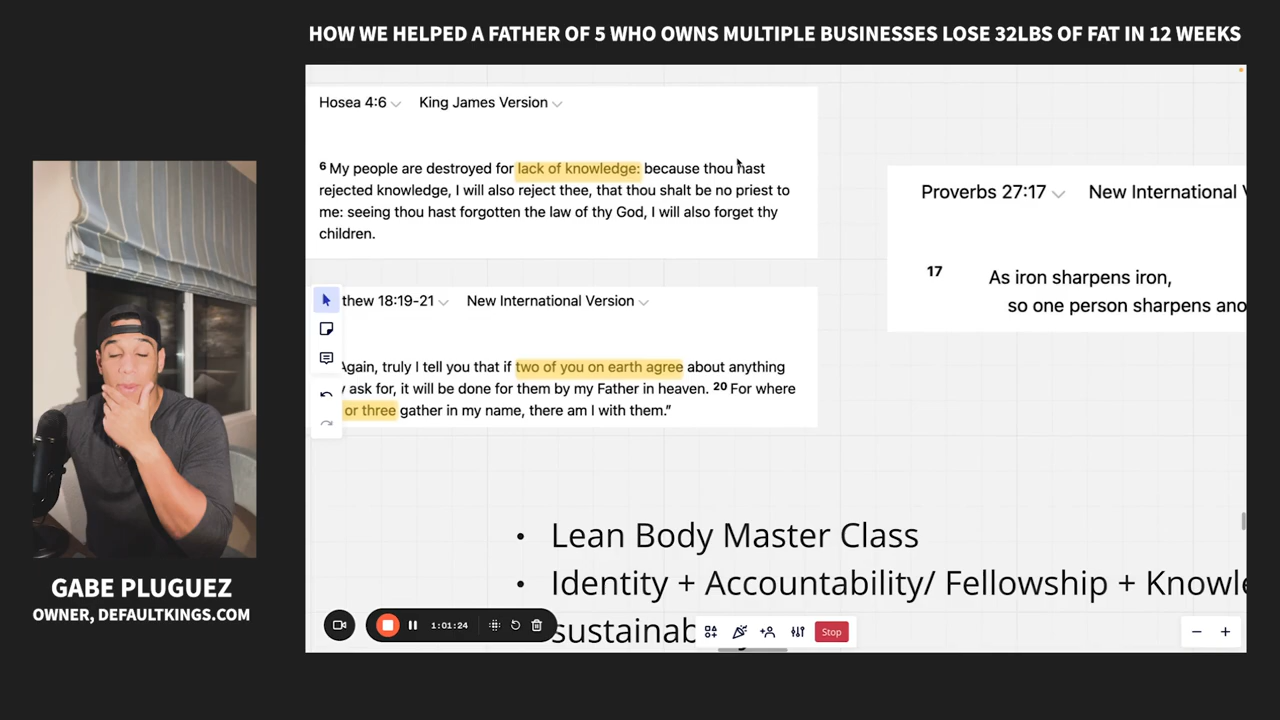 HOW WE HELPED A FATHER OF 5 WHO OWNS MULTIPLE BUSINESSES LOSE 32LBS OF FAT IN 12 WEEKS
Hosea 4:6 King James Version
6 My people are destroyed for lack of knowledge: because thou hast
rejected knowledge, I will also reject thee, that thou shalt be no priest to
me: seeing thou hast forgotten the law of thy God, I will also forget thy
children.
thew 18:19-21 New International Version
Again, truly I tell you that if two of you on earth agree about anything
ask for, it will be done for them by my Father in heaven. 20 For where
or three gather in my name, there am I with them.”
Proverbs 27:17 New International V
17
As iron sharpens iron,
so one person sharpens ano
• Lean Body Master Class
• Identity + Accountability/ Fellowship + Knowle
sustainab
1:01:24
Stop
GABE PLUGUEZ
OWNER, DEFAULTKINGS.COM